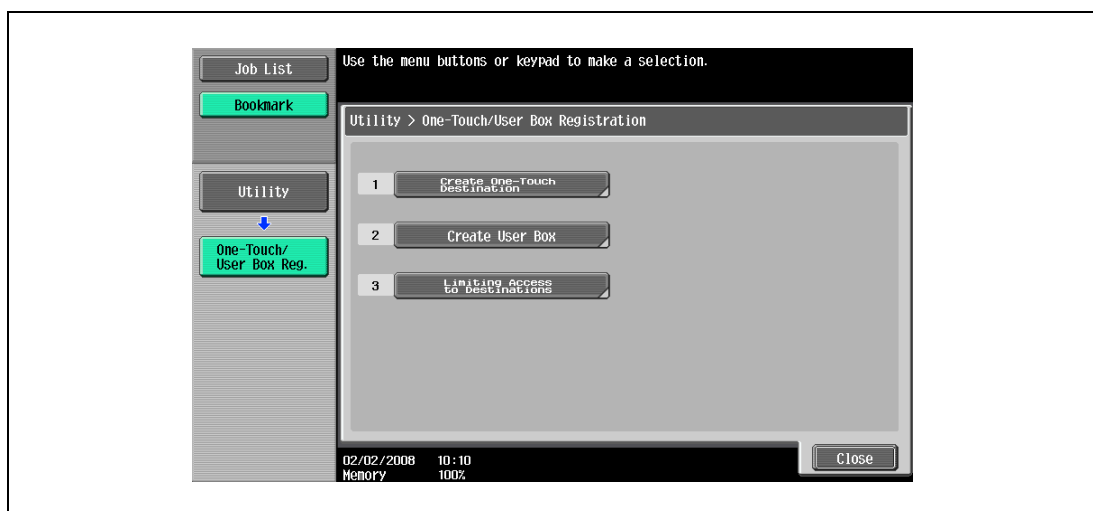 Job List
Bookmark
Utility
One-Touch/
User Box Reg.
Use the menu buttons or keypad to make a selection.
Utility > One-Touch/User Box Registration
1 Create One-Touch
Destination
2 Create User Box
3 Limiting Access
to Destinations
02/02/2008 10:10
Memory 100%
Close